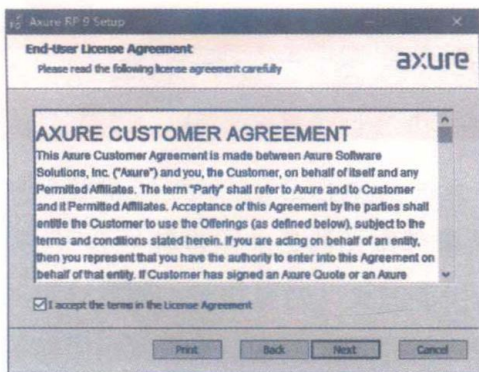 Axure RP 9 Setup
End-User License Agreement
Please read the following license agreement carefully
axure
AXURE CUSTOMER AGREEMENT
This Axure Customer Agreement is made between Axure Software
Solutions, Inc. ("Axure") and you, the Customer, on behalf of itself and any
Permitted Affiliates. The term "Party" shall refer to Axure and to Customer
and it Permitted Affiliates. Acceptance of this Agreement by the parties shall
entitle the Customer to use the Offerings (as defined below), subject to the
terms and conditions stated herein. If you are acting on behalf of an entity,
then you represent that you have the authority to enter into this Agreement on
behalf of that entity. If Customer has signed an Axure Quote or an Axure
I accept the terms in the License Agreement
Print Back Next Cancel